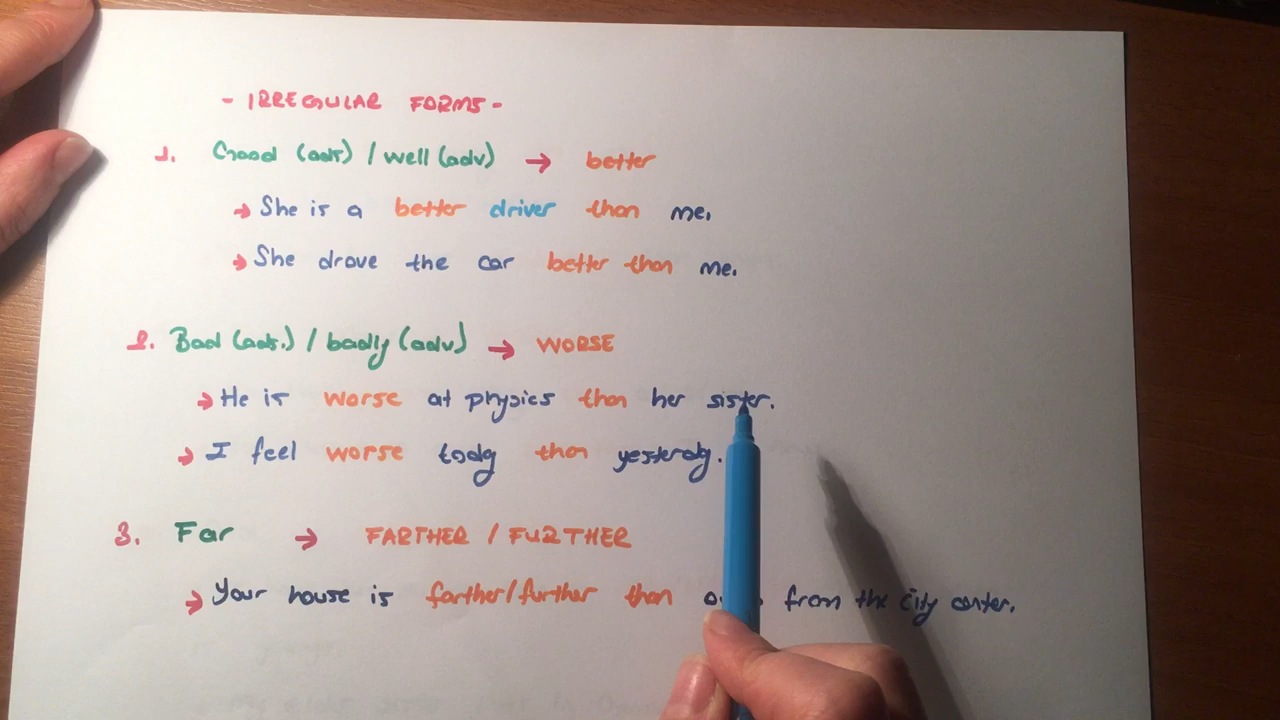 - IRREGULAR FORMS -
1. Good (adj) / well (adv) → better
→ She is a better driver than me.
→ She drove the car better than me.
2. Bad (adj.) / badly (adv) → WORSE
→ He is worse at physics than her sister.
→ I feel worse today than yesterday.
3. Far → FARTHER / FURTHER
→ Your house is farther/further than from the city center.